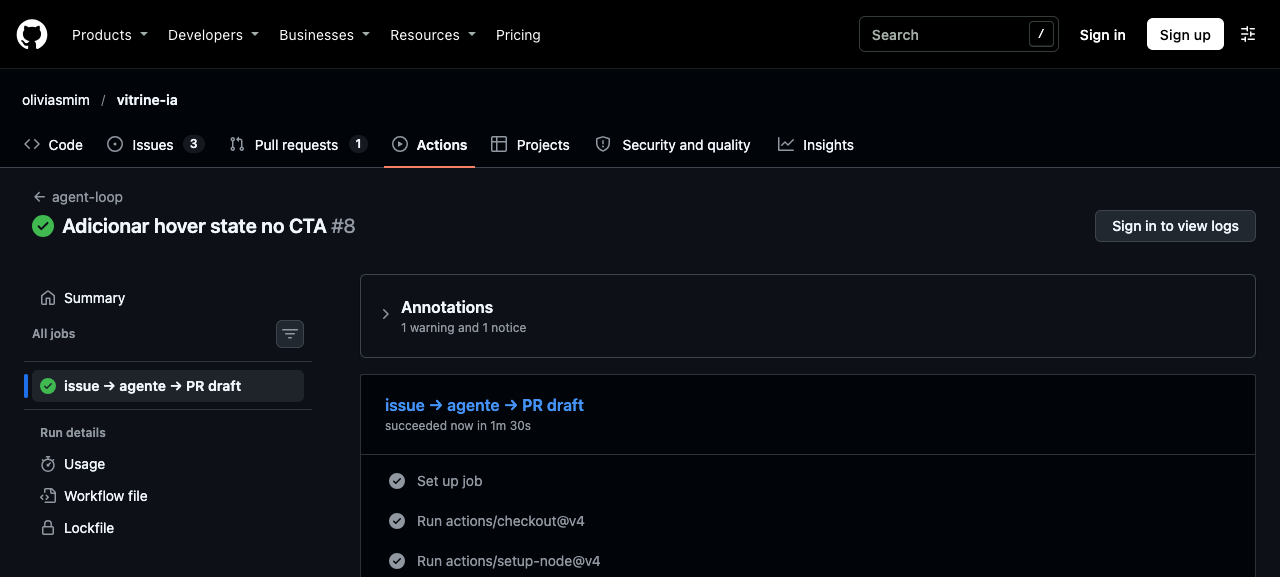 Products Developers Businesses Resources Pricing Search / Sign in Sign up
oliviasmim / vitrine-ia
Code Issues 3 Pull requests 1 Actions Projects Security and quality Insights
← agent-loop
Adicionar hover state no CTA #8
Sign in to view logs
Summary
All jobs
issue → agente → PR draft
Run details
Usage
Workflow file
Lockfile
Annotations
1 warning and 1 notice
issue → agente → PR draft
succeeded now in 1m 30s
Set up job
Run actions/checkout@v4
Run actions/setup-node@v4